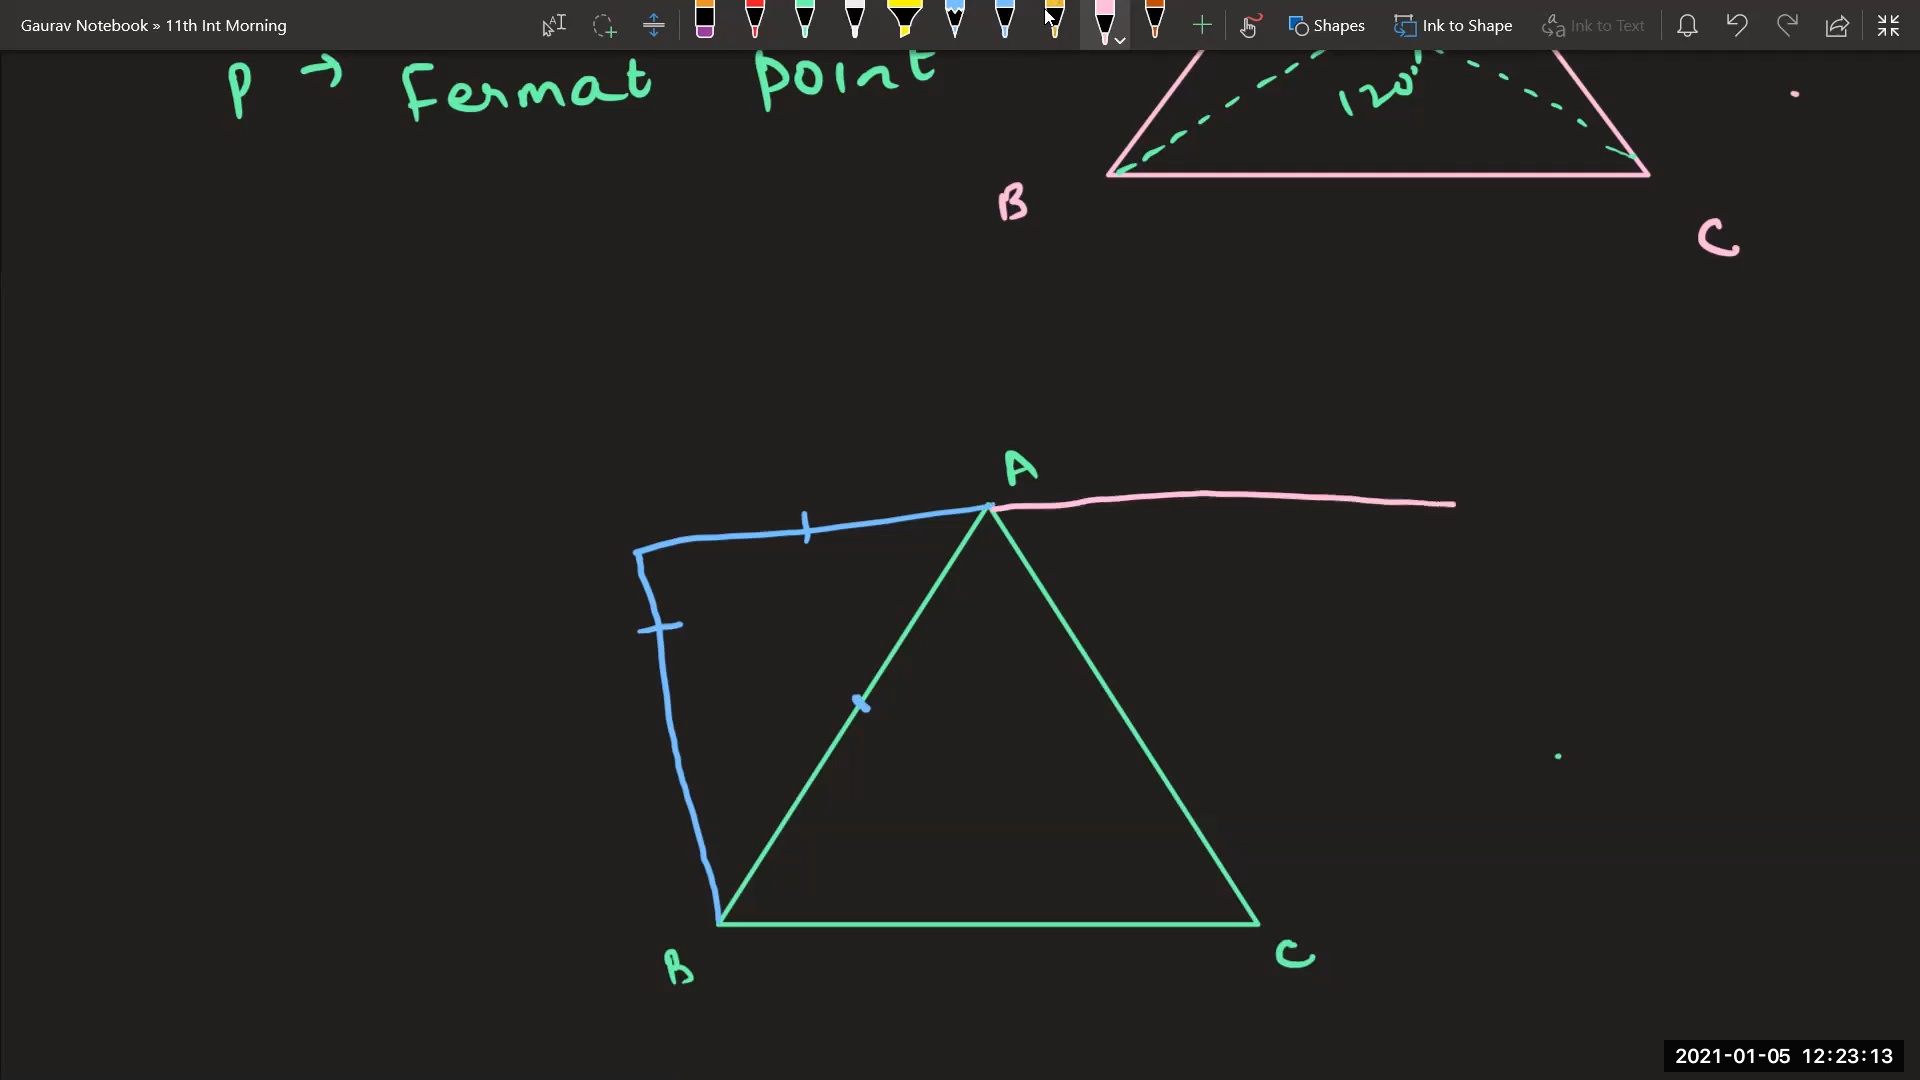 Gaurav Notebook » 11th Int Morning
Shapes Ink to Shape Ink to Text
P → Fermat point
120°
B
C
A
B
C
2021-01-05 12:23:13